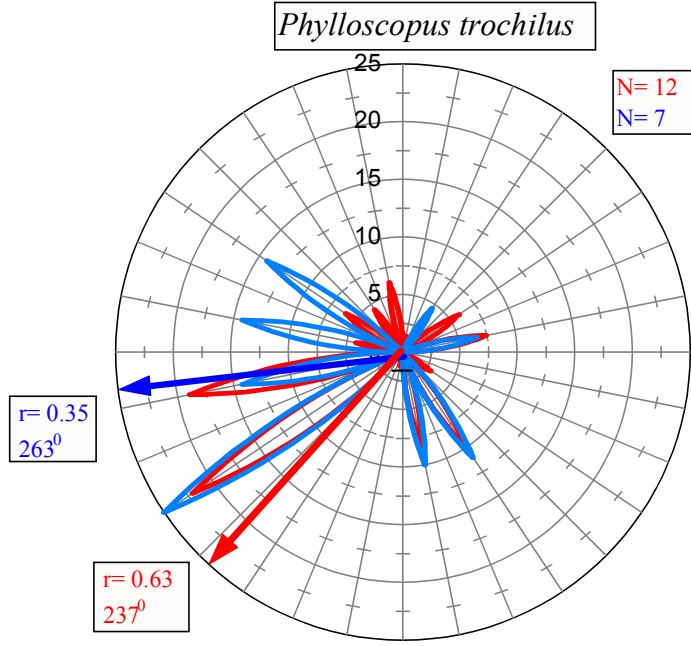 Phylloscopus trochilus
N= 12
N= 7
25
20
15
10
5
r= 0.35
263⁰
r= 0.63
237⁰